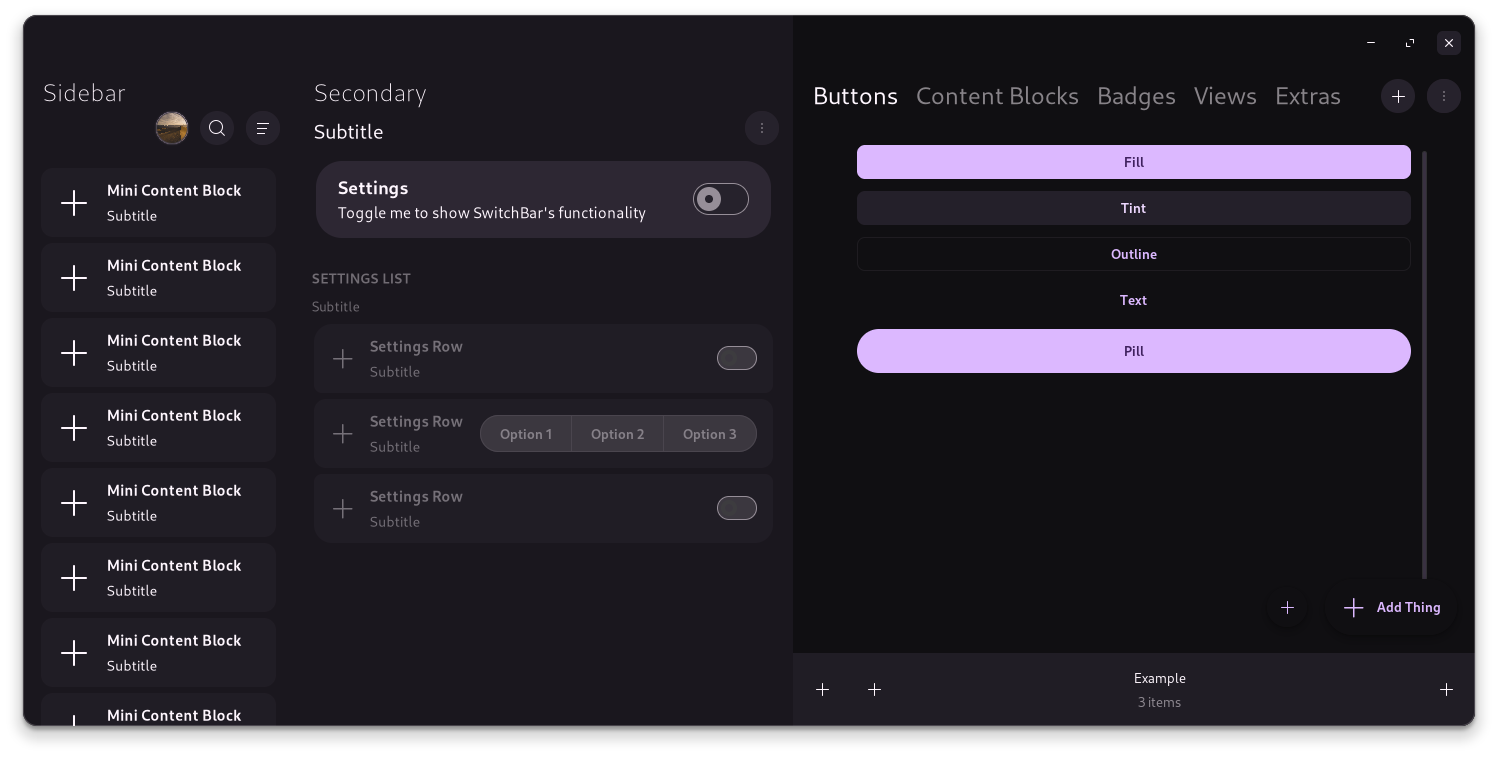 Sidebar
Mini Content Block
Subtitle
Mini Content Block
Subtitle
Mini Content Block
Subtitle
Mini Content Block
Subtitle
Mini Content Block
Subtitle
Mini Content Block
Subtitle
Mini Content Block
Subtitle
Mini Content Block
Secondary
Subtitle
Settings
Toggle me to show SwitchBar's functionality
SETTINGS LIST
Subtitle
Settings Row
Subtitle
Settings Row
Subtitle
Option 1 Option 2 Option 3
Settings Row
Subtitle
Buttons Content Blocks Badges Views Extras
Fill
Tint
Outline
Text
Pill
Add Thing
Example
3 items